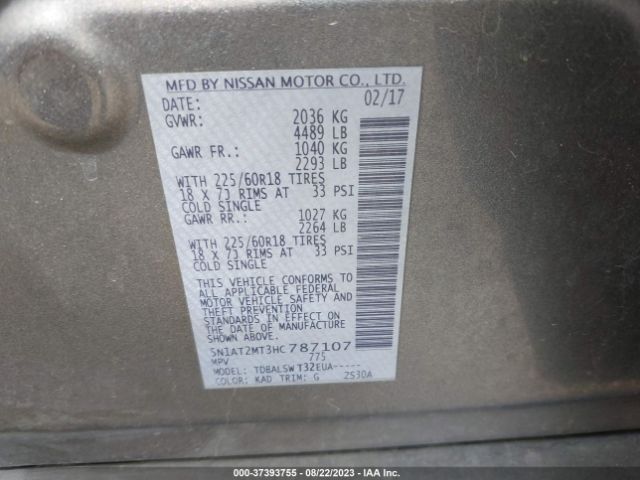 MFD BY NISSAN MOTOR CO., LTD.
DATE: 02/17
GVWR: 2036 KG
4489 LB
GAWR FR.: 1040 KG
2293 LB
WITH 225/60R18 TIRES
18 X 7J RIMS AT 33 PSI
COLD SINGLE
GAWR RR.: 1027 KG
2264 LB
WITH 225/60R18 TIRES
18 X 7J RIMS AT 33 PSI
COLD SINGLE
THIS VEHICLE CONFORMS TO
ALL APPLICABLE FEDERAL
MOTOR VEHICLE SAFETY AND
THEFT PREVENTION
STANDARDS IN EFFECT ON
THE DATE OF MANUFACTURE
SHOWN ABOVE.
5N1AT2MT3HC787107
MPV 775
MODEL: TDBALSW T32EUA-----
COLOR: KAD TRIM: G 2S30A
000-37393755 - 08/22/2023 - IAA Inc.